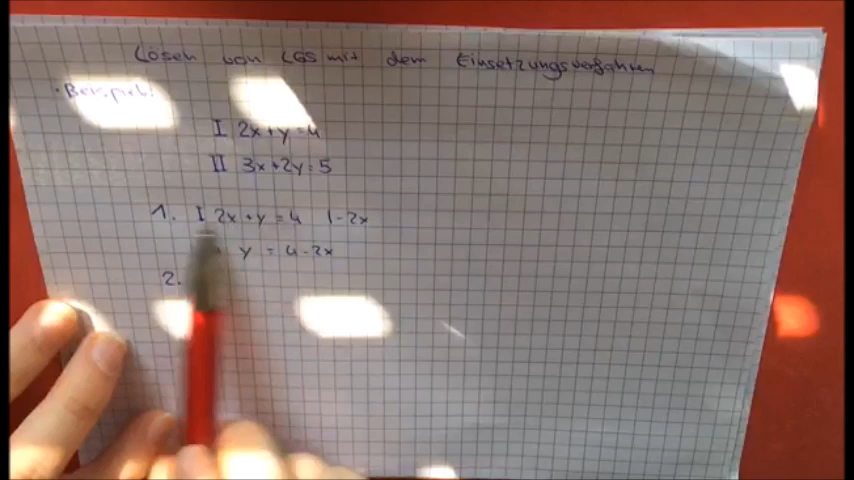 Lösen von LGS mit dem Einsetzungsverfahren
· Beispiel:
I 2x+y=4
II 3x+2y=5
1. I 2x+y = 4 |-2x
y = 4-2x
2.